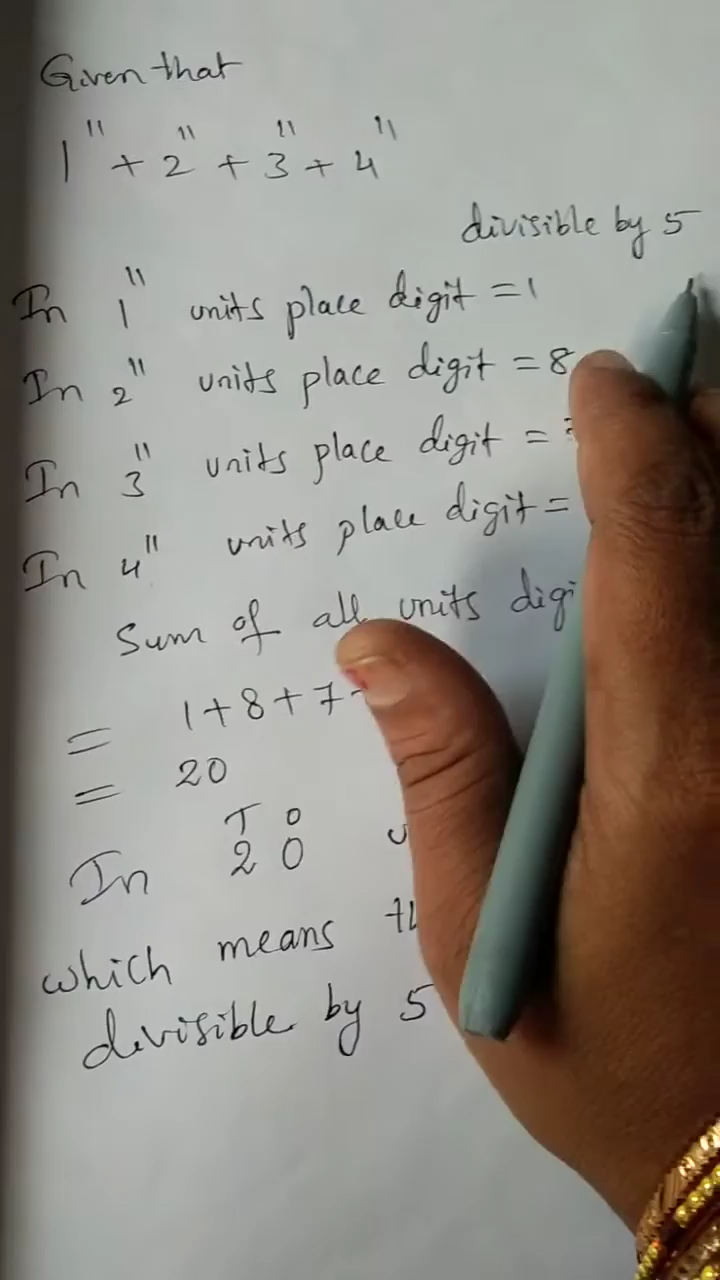 Given that
1¹¹ + 2¹¹ + 3¹¹ + 4¹¹
divisible by 5
In 1¹¹ units place digit = 1
In 2¹¹ units place digit = 8
In 3¹¹ units place digit =
In 4¹¹ units place digit =
Sum of all units digi
= 1+8+7
= 20
T O
In 2 0
which means
divisible by 5